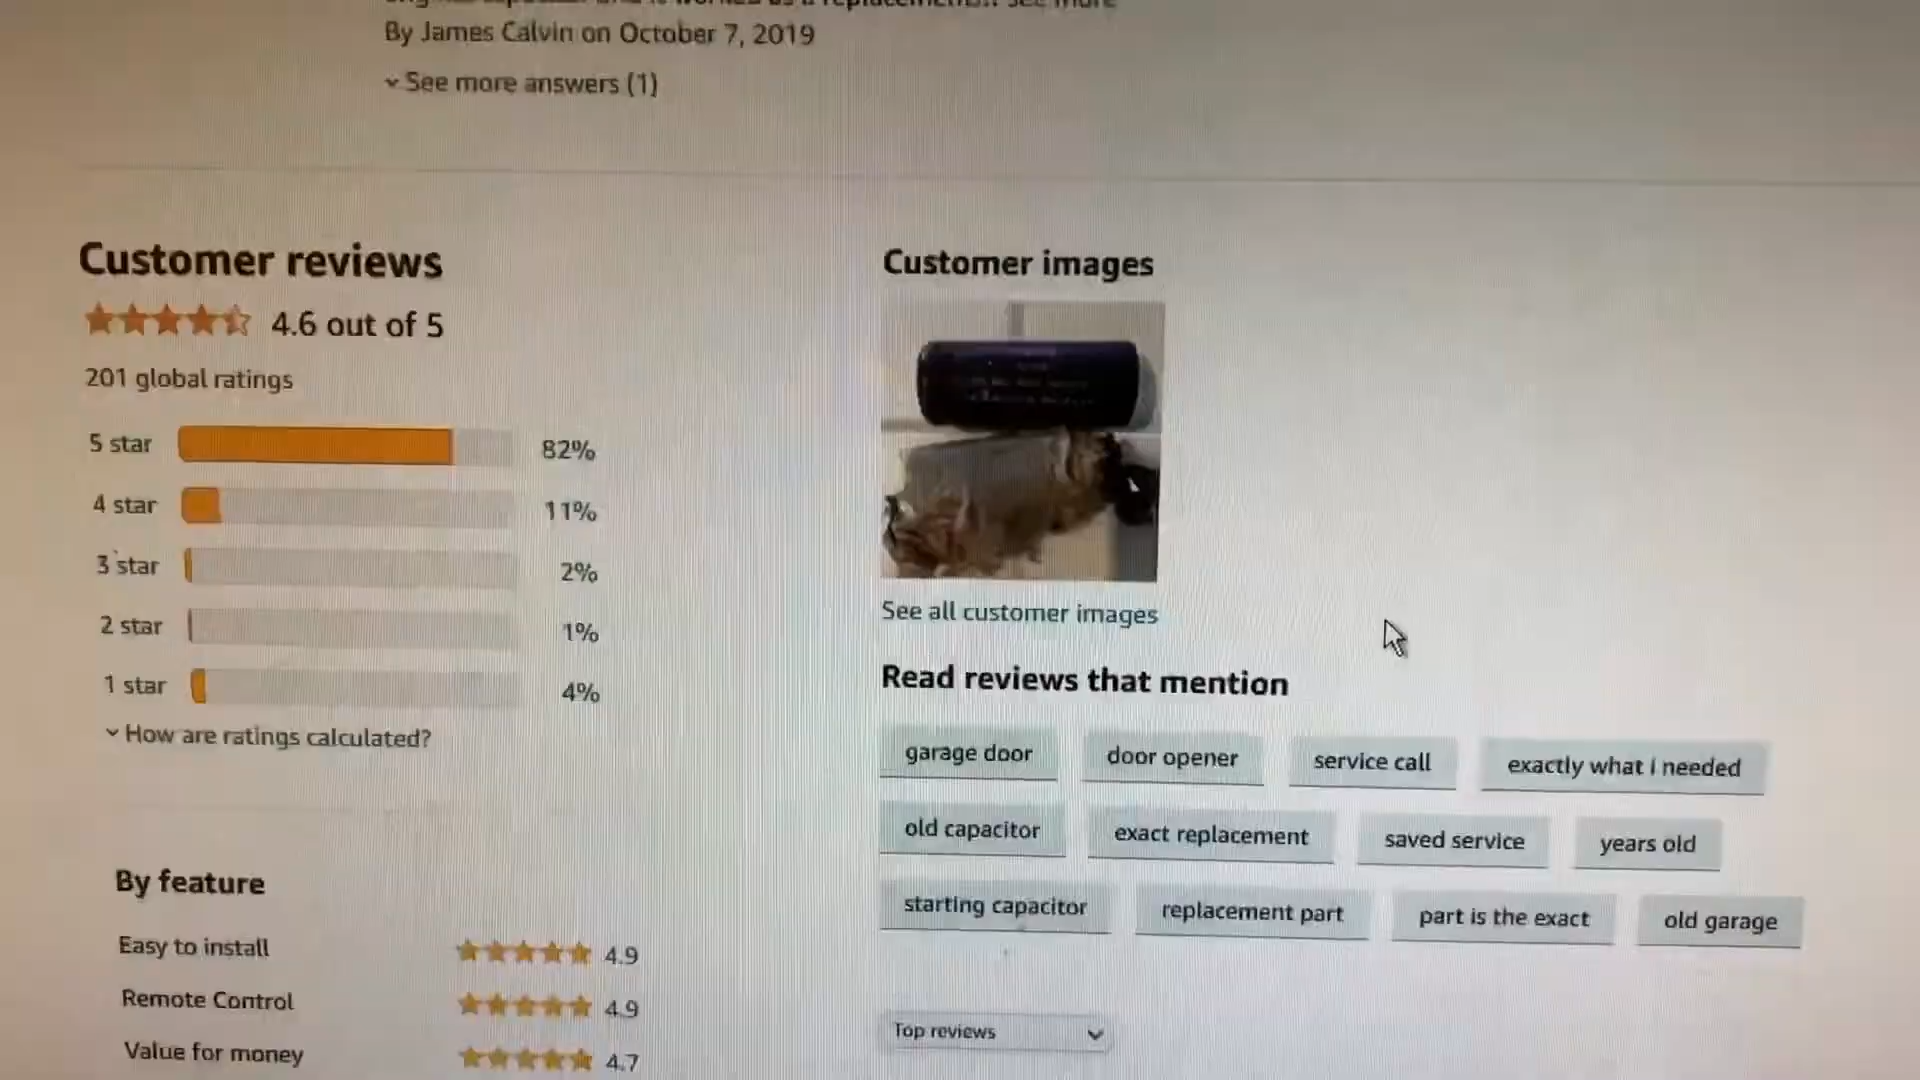 By James Calvin on October 7, 2019
See more answers (1)
Customer reviews
4.6 out of 5
201 global ratings
5 star 82%
4 star 11%
3 star 2%
2 star 1%
1 star 4%
How are ratings calculated?
By feature
Easy to install 4.9
Remote Control 4.9
Value for money 4.7
Customer images
See all customer images
Read reviews that mention
garage door door opener service call exactly what i needed
old capacitor exact replacement saved service years old
starting capacitor replacement part part is the exact old garage
Top reviews